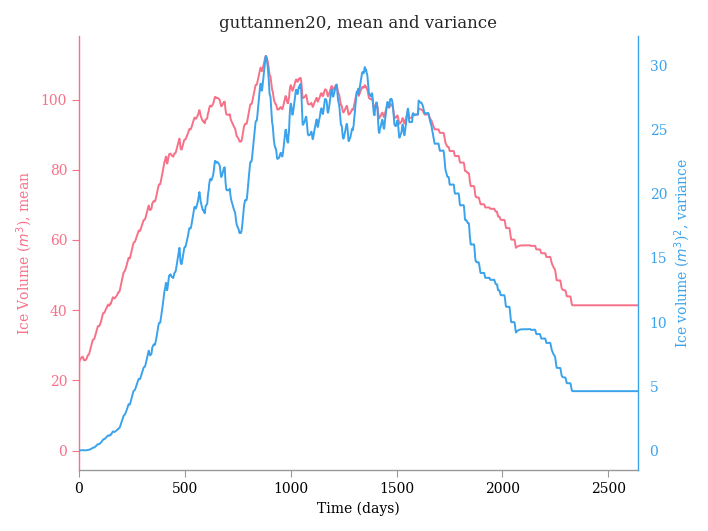 guttannen20, mean and variance
Ice Volume (m³), mean
100
80
60
40
20
0
30
25
20
15
10
5
0
Ice volume (m³)², variance
0 500 1000 1500 2000 2500
Time (days)